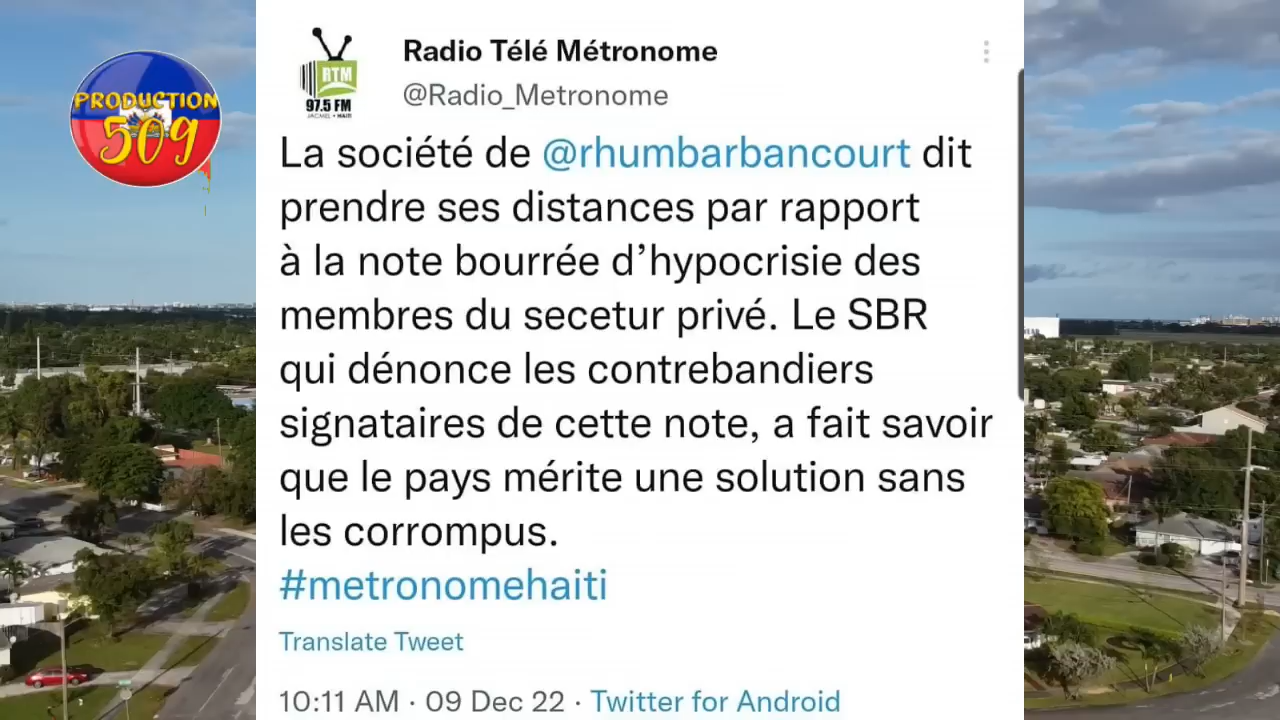 PRODUCTION
509
RTM
97.5 FM
JACMEL • HAITI
Radio Télé Métronome
@Radio_Metronome
La société de @rhumbarbancourt dit
prendre ses distances par rapport
à la note bourrée d’hypocrisie des
membres du secetur privé. Le SBR
qui dénonce les contrebandiers
signataires de cette note, a fait savoir
que le pays mérite une solution sans
les corrompus.
#metronomehaiti
Translate Tweet
10:11 AM · 09 Dec 22 · Twitter for Android